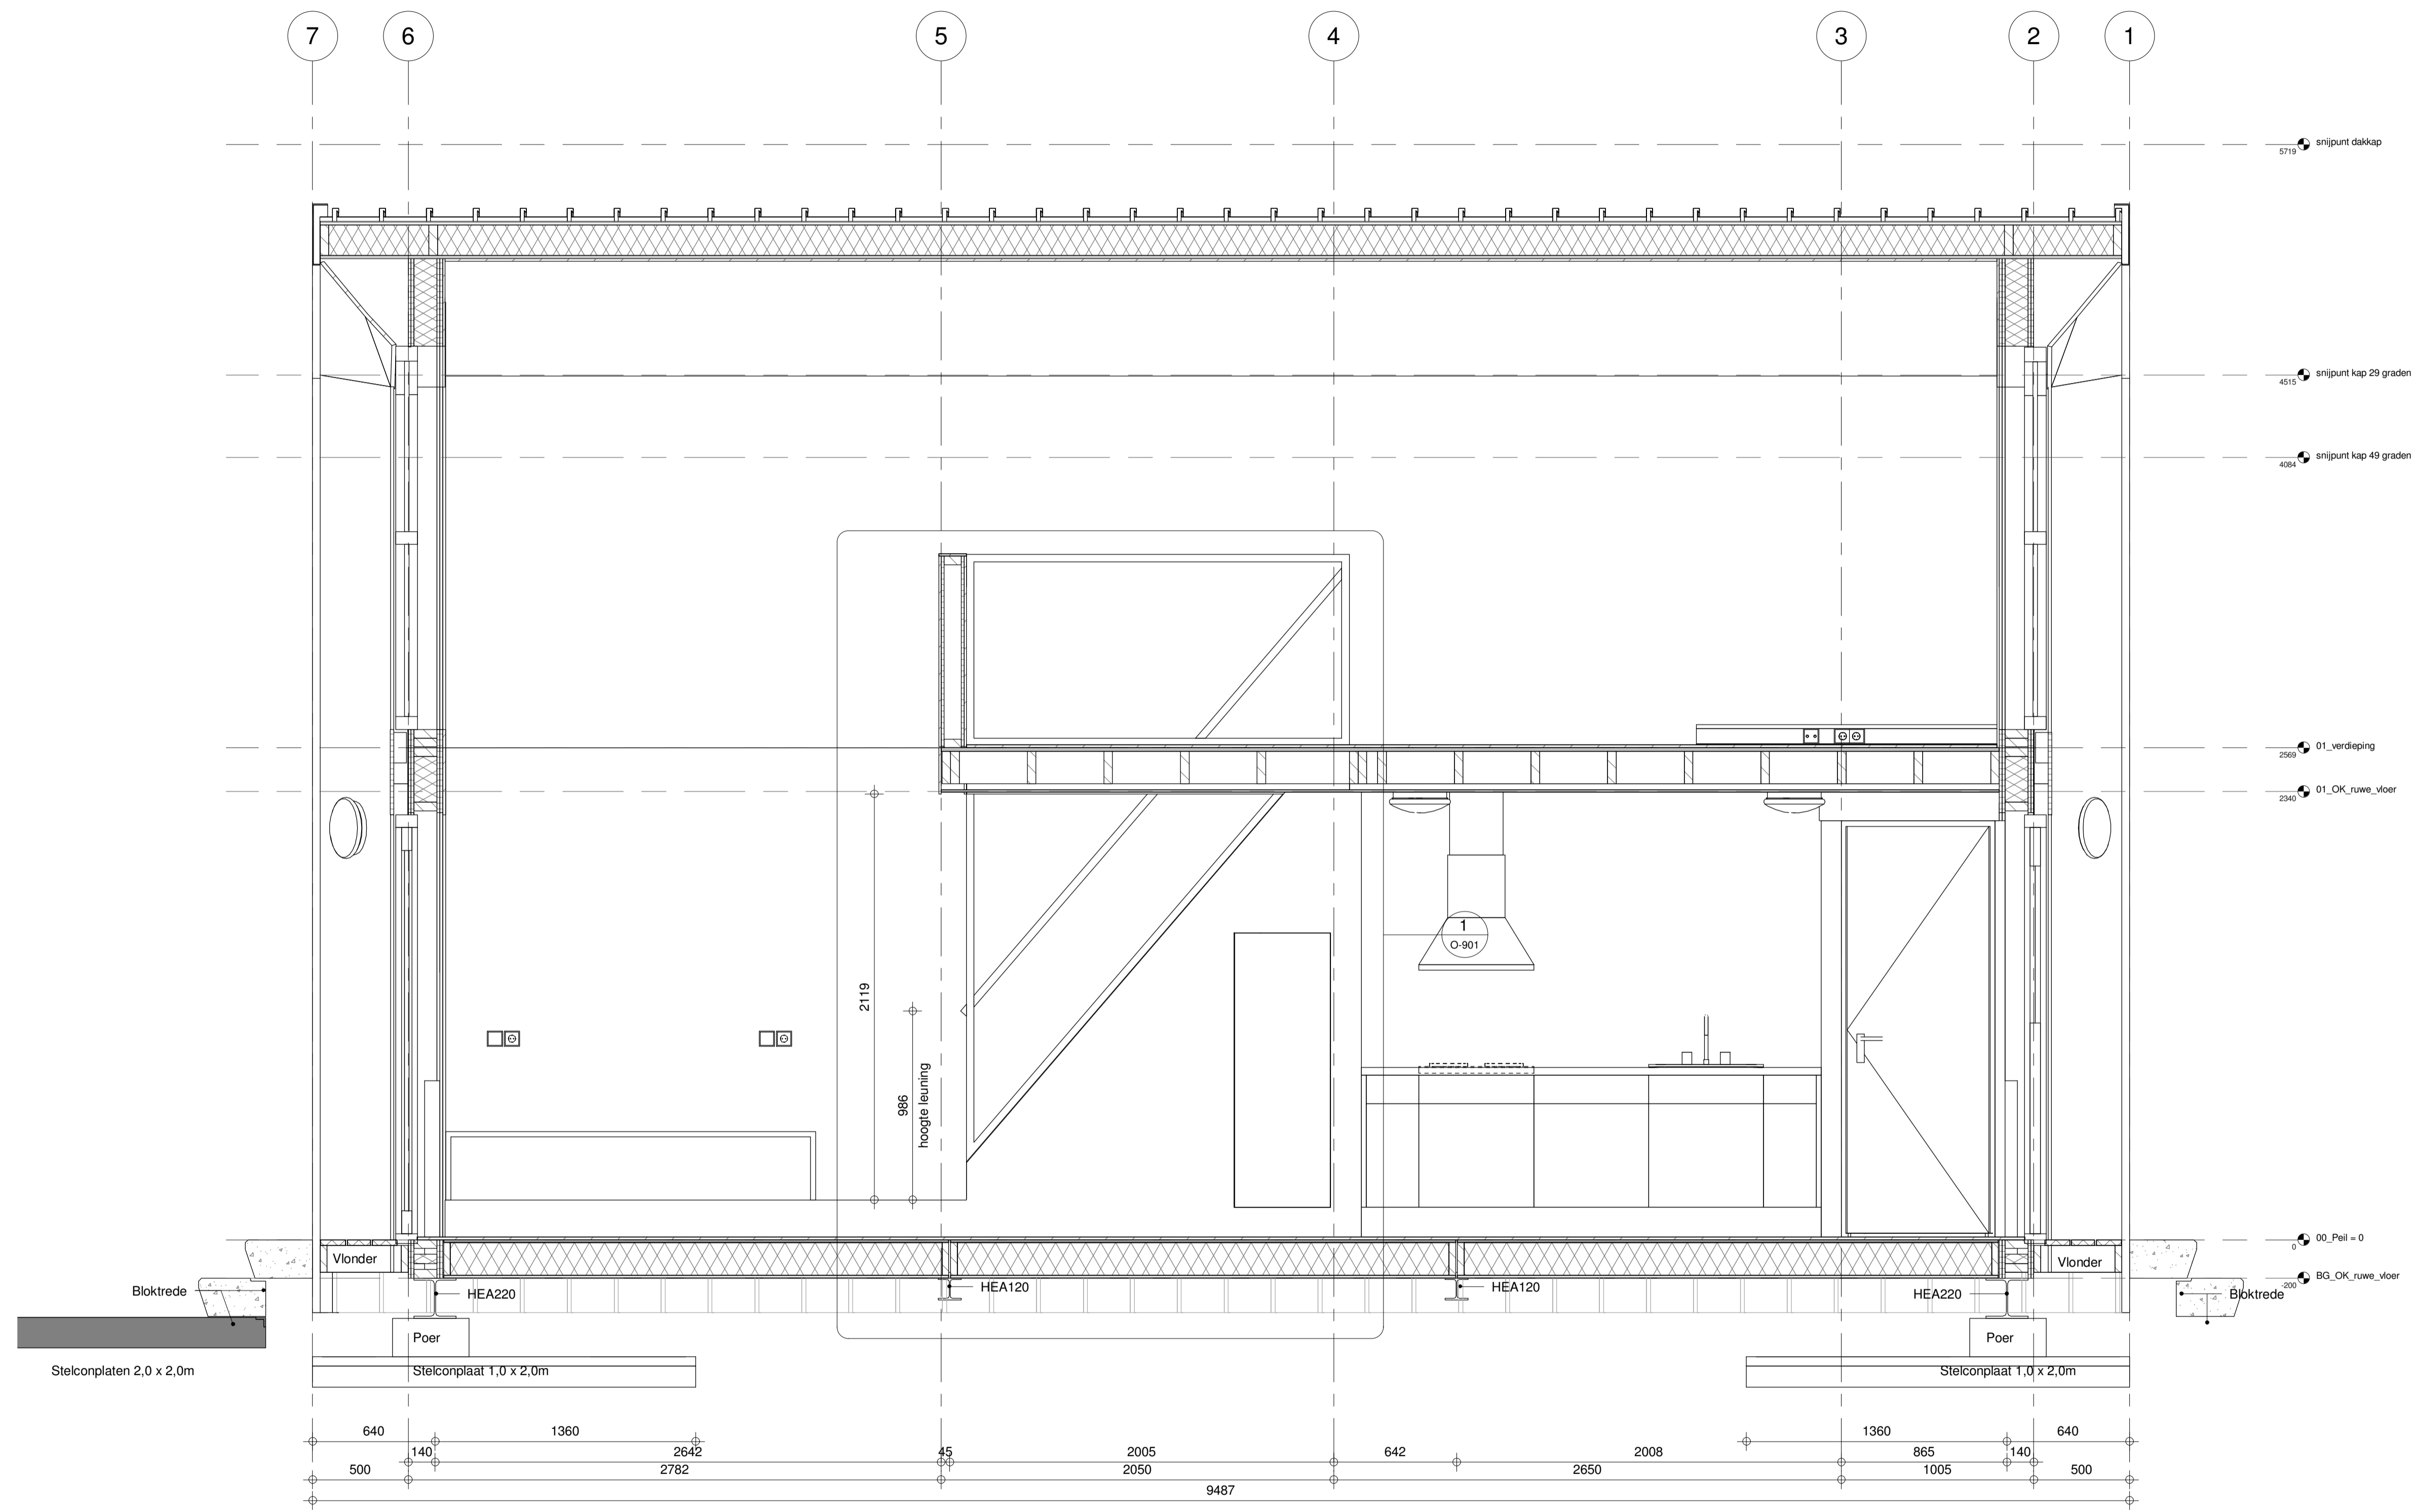 7 6 5 4 3 2 1
snijpunt dakkap
5719
snijpunt kap 29 graden
4515
snijpunt kap 49 graden
4084
01_verdieping
2569
01_OK_ruwe_vloer
2340
1
O-901
2119
986
hoogte leuning
00_Peil = 0
0
Vlonder
Vlonder
BG_OK_ruwe_vloer
-200
Bloktrede
HEA220
HEA120
HEA120
HEA220
Bloktrede
Poer
Poer
Stelconplaten 2,0 x 2,0m
Stelconplaat 1,0 x 2,0m
Stelconplaat 1,0 x 2,0m
640 1360 1360 640
140 2642 45 2005 642 2008 865 140
500 2782 2050 2650 1005 500
9487